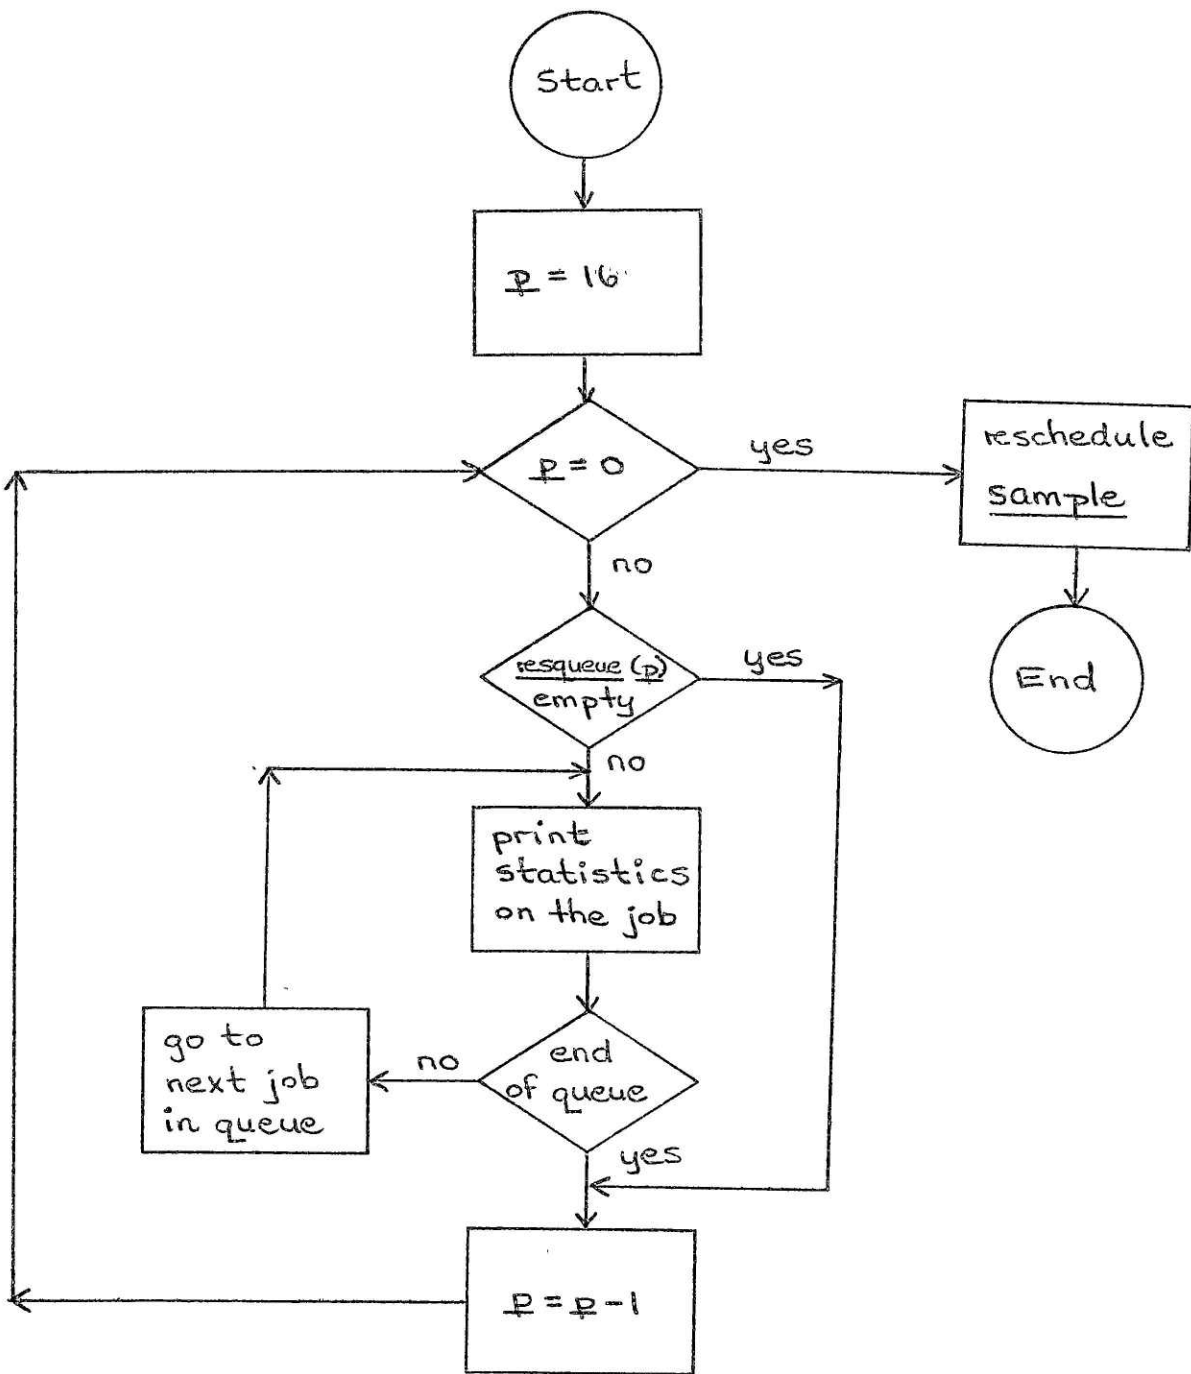 Start
p = 16
p = 0
yes
reschedule
sample
no
End
resqueue (p)
empty
yes
no
print
statistics
on the job
end
of queue
no
go to
next job
in queue
yes
p = p - 1